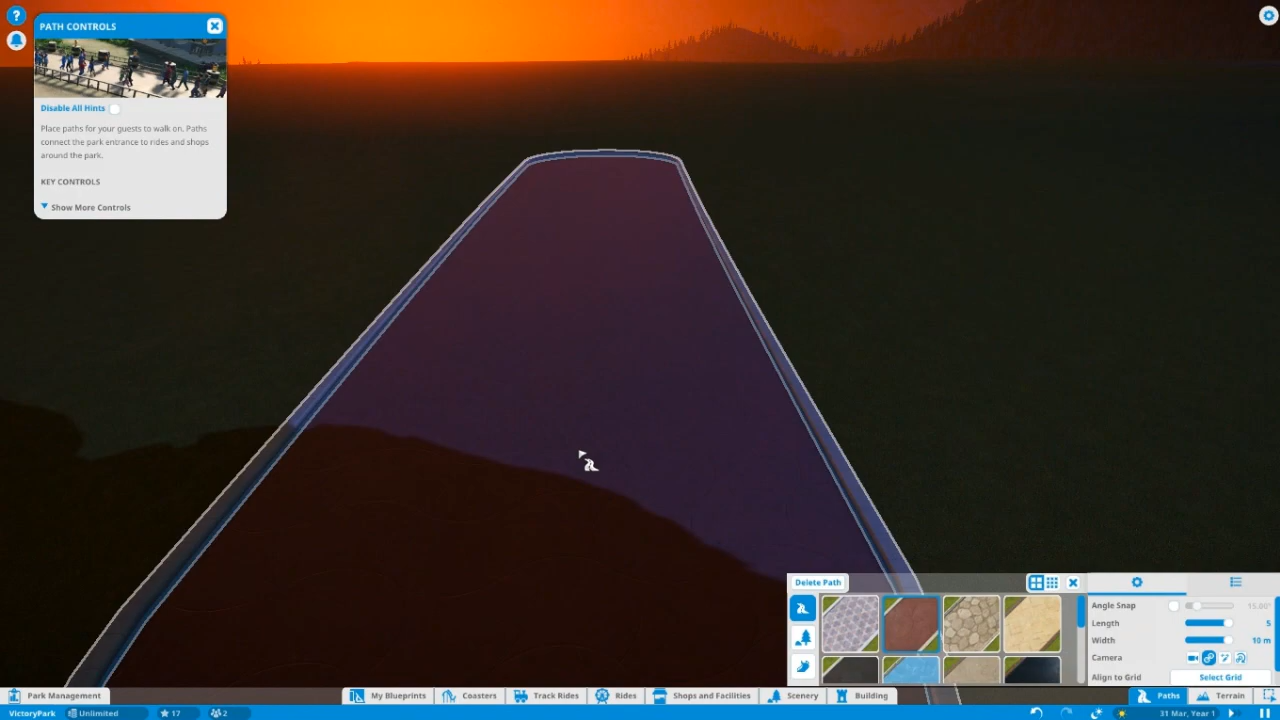 ?
PATH CONTROLS
Disable All Hints
Place paths for your guests to walk on. Paths
connect the park entrance to rides and shops
around the park.
KEY CONTROLS
Show More Controls
Delete Path
Angle Snap 15.00°
Length 5
Width 10 m
Camera
Align to Grid Select Grid
Park Management My Blueprints Coasters Track Rides Rides Shops and Facilities Scenery Building Paths Terrain
VictoryPark Unlimited 17 2 31 Mar, Year 1